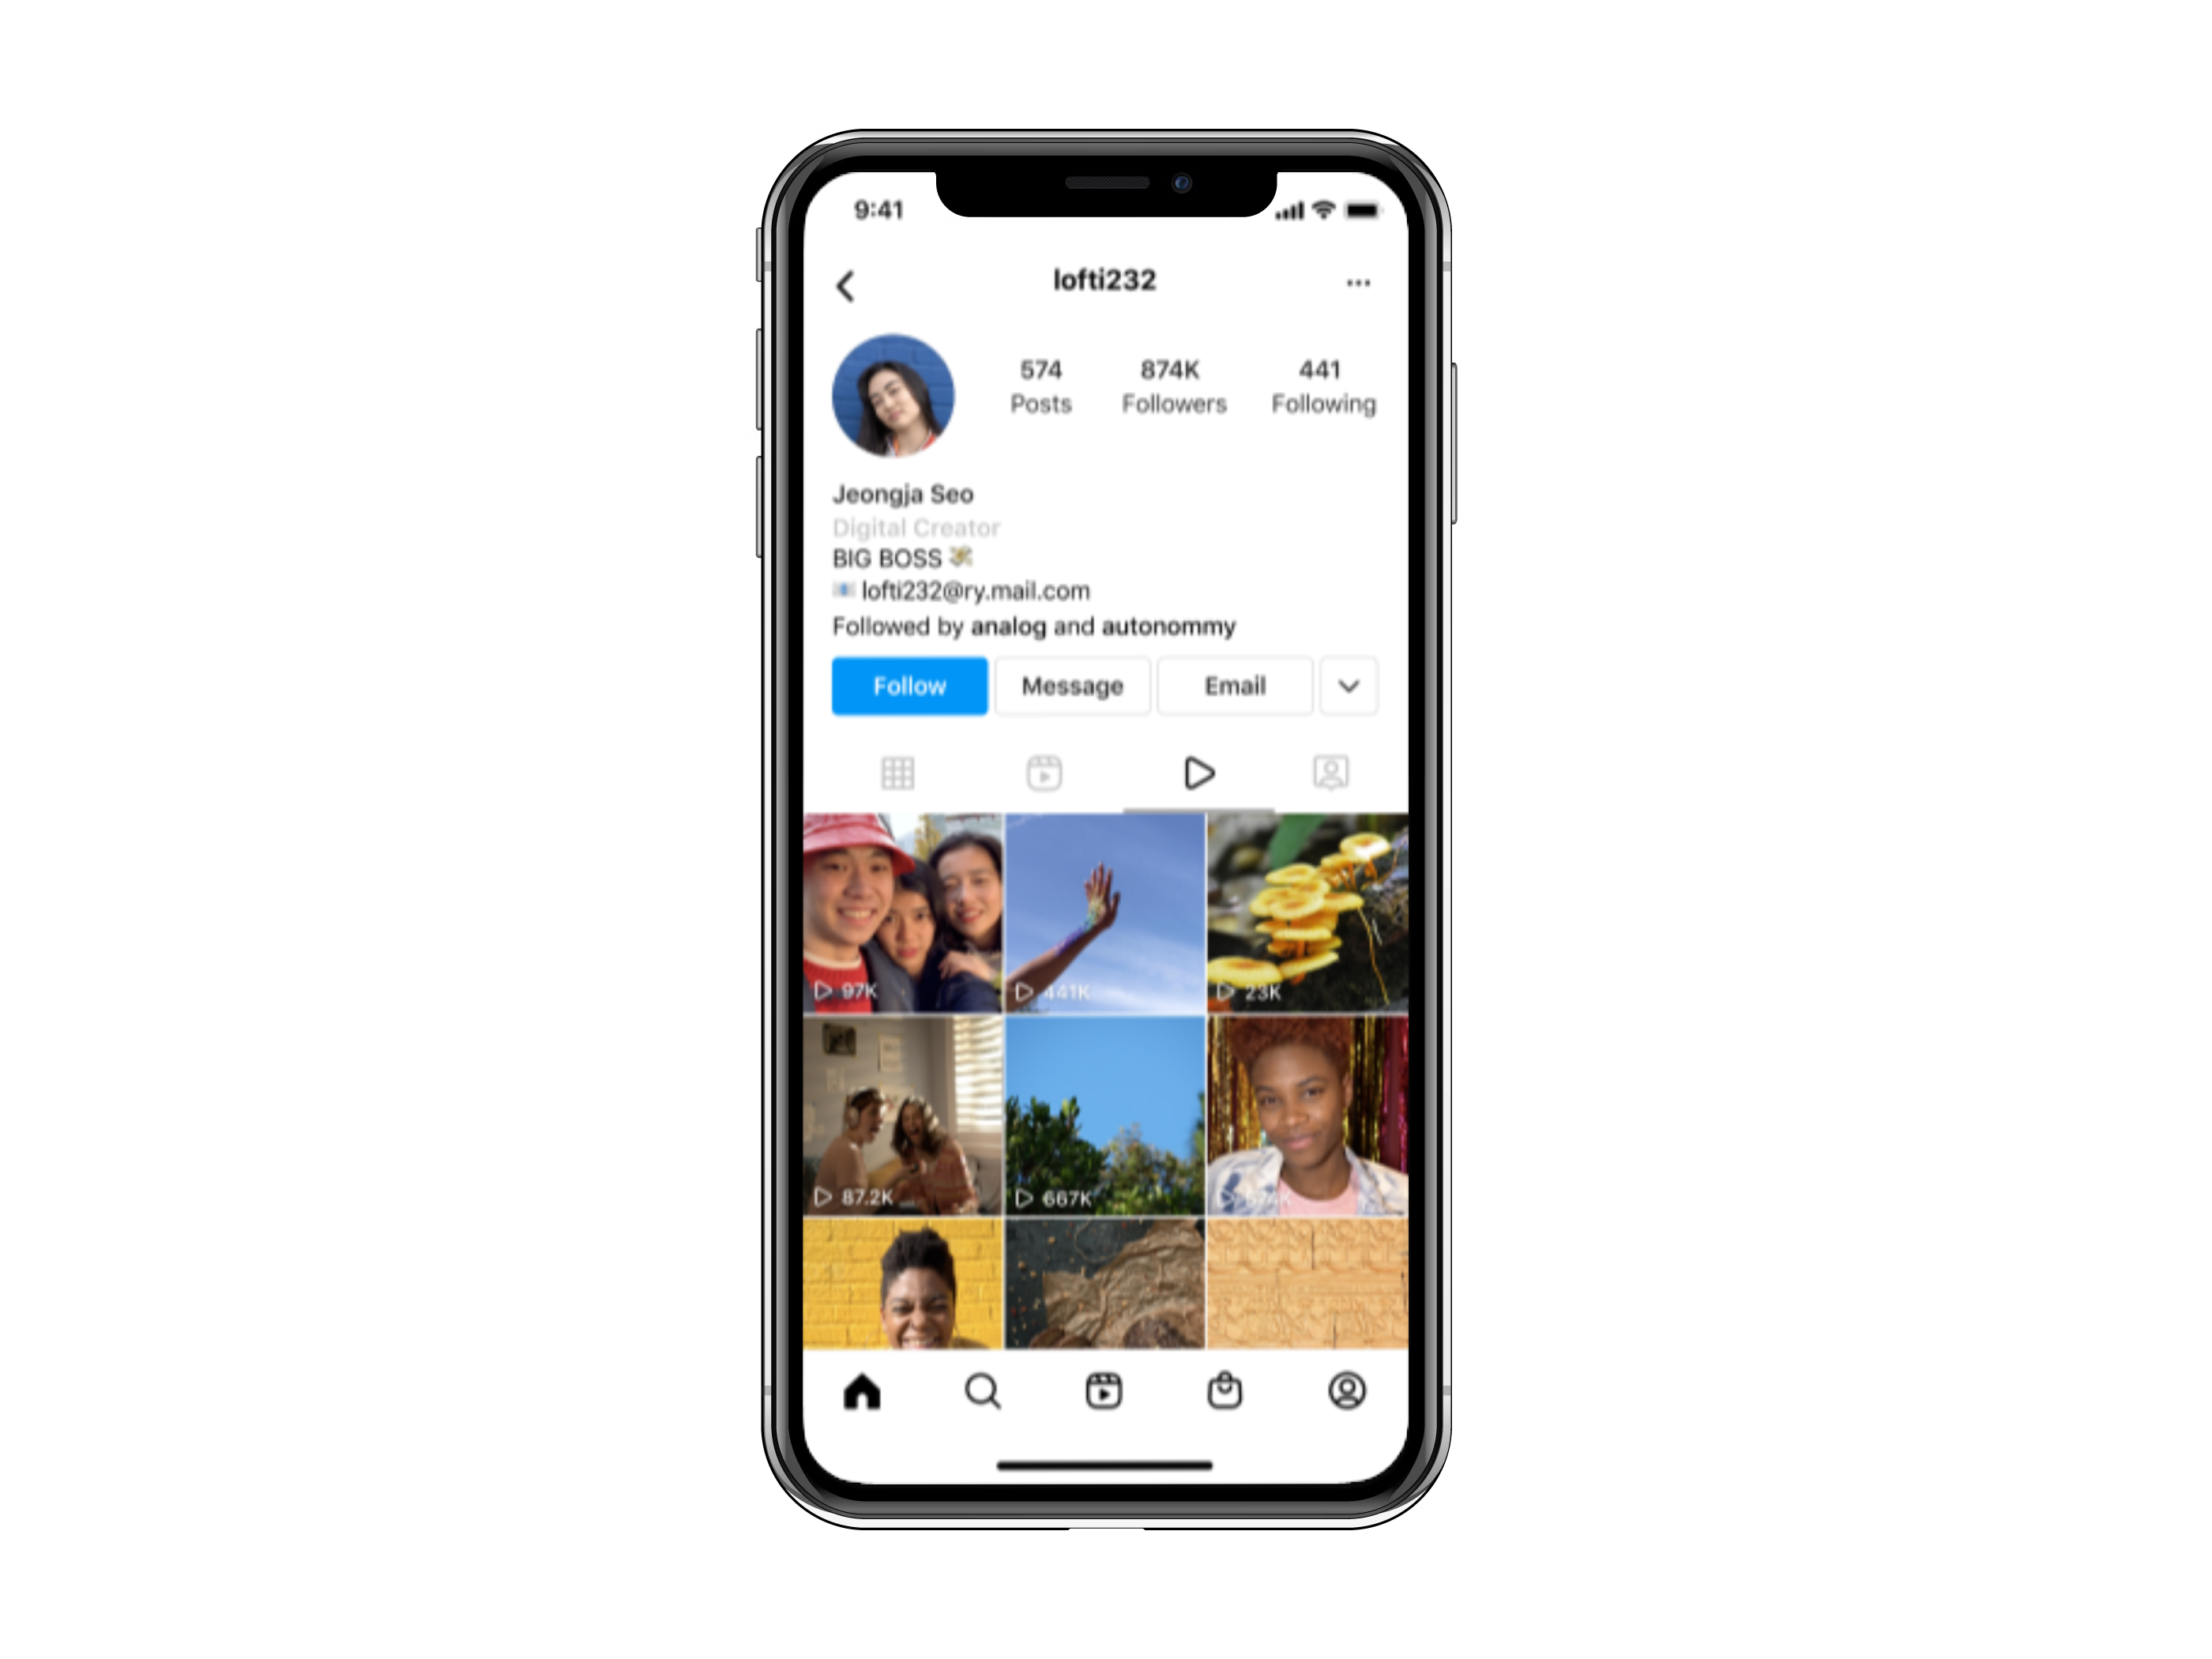 9:41
lofti232
574 874K 441
Posts Followers Following
Jeongja Seo
Digital Creator
BIG BOSS
lofti232@ry.mail.com
Followed by analog and autonommy
Follow Message Email
97K 441K 23K
87.2K 667K